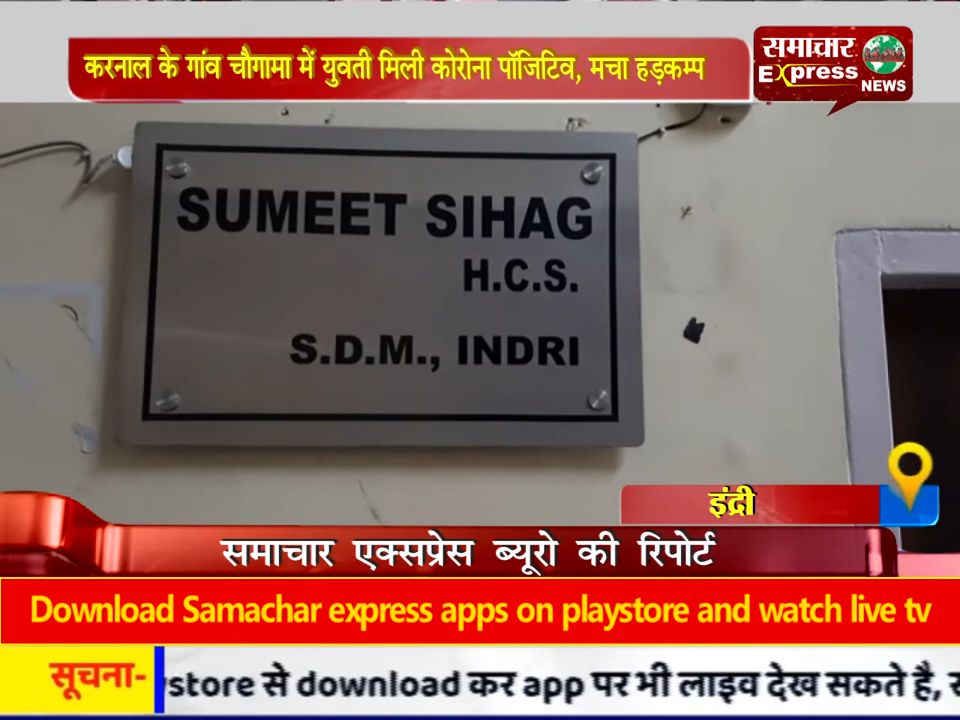 करनाल के गांव चौगामा में युवती मिली कोरोना पॉजिटिव, मचा हड़कम्प
समाचार
Express
NEWS
SUMEET SIHAG
H.C.S.
S.D.M., INDRI
इंद्री
समाचार एक्सप्रेस ब्यूरो की रिपोर्ट
Download Samachar express apps on playstore and watch live tv
सूचना- store से download कर app पर भी लाइव देख सकते है,